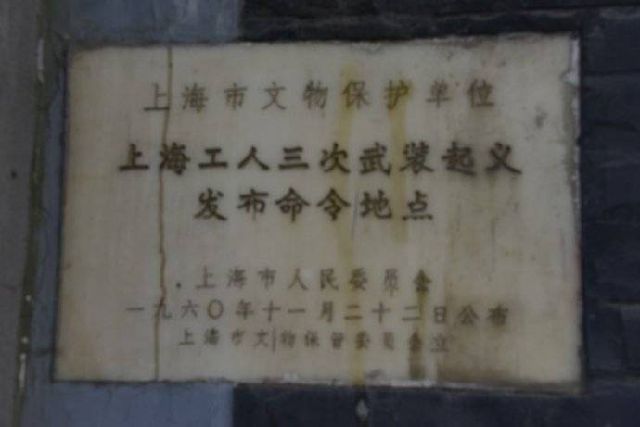 上海市文物保护单位
上海工人三次武装起义
发布命令地点
上海市人民委员会
一九六〇年十一月二十二日公布
上海市文物保管委员会立